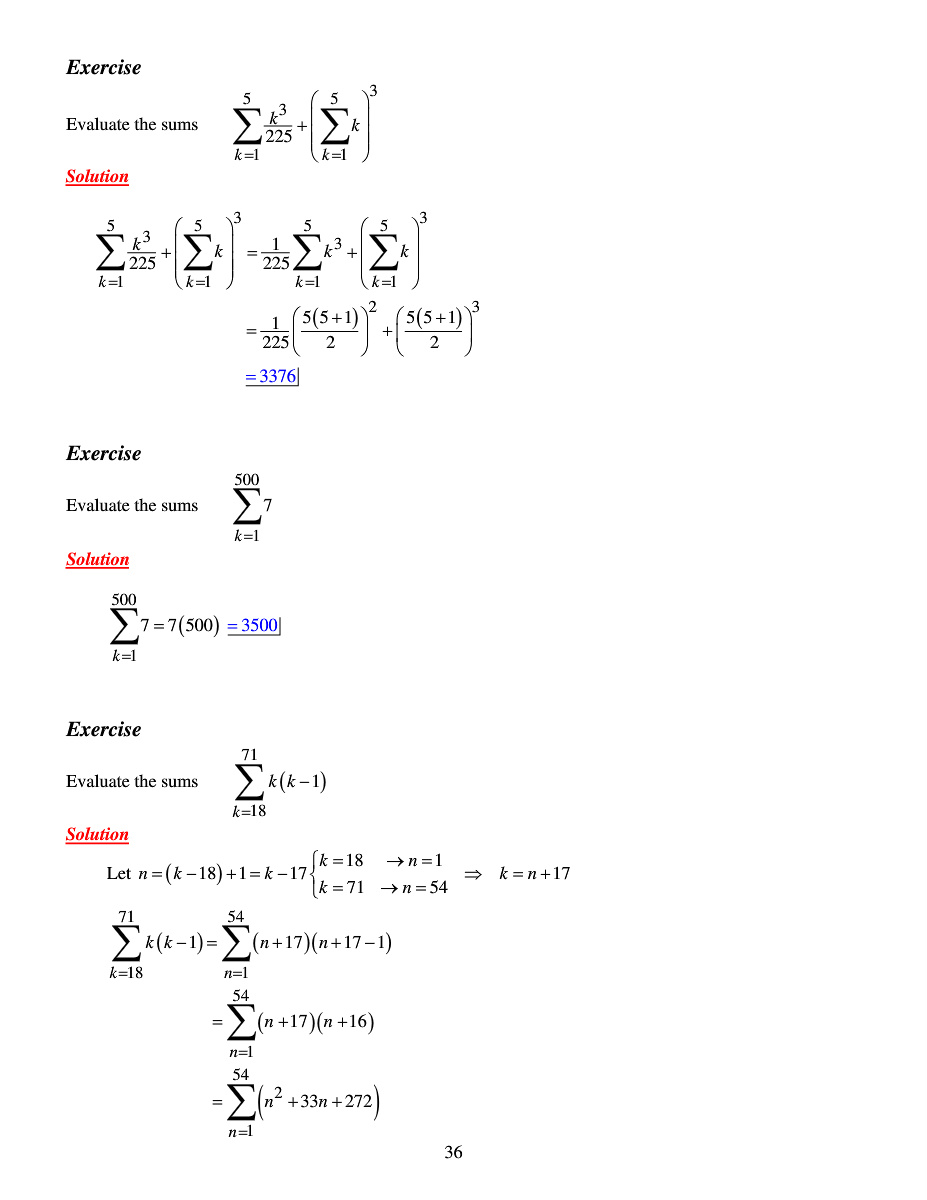 Exercise
Evaluate the sums $\sum_{k=1}^{5} \frac{k^3}{225} + \left( \sum_{k=1}^{5} k \right)^3$
Solution
$\sum_{k=1}^{5} \frac{k^3}{225} + \left( \sum_{k=1}^{5} k \right)^3 = \frac{1}{225} \sum_{k=1}^{5} k^3 + \left( \sum_{k=1}^{5} k \right)^3$
$= \frac{1}{225} \left( \frac{5(5+1)}{2} \right)^2 + \left( \frac{5(5+1)}{2} \right)^3$
$= 3376$
Exercise
Evaluate the sums $\sum_{k=1}^{500} 7$
Solution
$\sum_{k=1}^{500} 7 = 7(500) = 3500$
Exercise
Evaluate the sums $\sum_{k=18}^{71} k(k-1)$
Solution
Let $n = (k-18)+1 = k-17 \begin{cases} k=18 & \to n=1 \\ k=71 & \to n=54 \end{cases} \Rightarrow k = n+17$
$\sum_{k=18}^{71} k(k-1) = \sum_{n=1}^{54} (n+17)(n+17-1)$
$= \sum_{n=1}^{54} (n+17)(n+16)$
$= \sum_{n=1}^{54} \left( n^2 + 33n + 272 \right)$
36